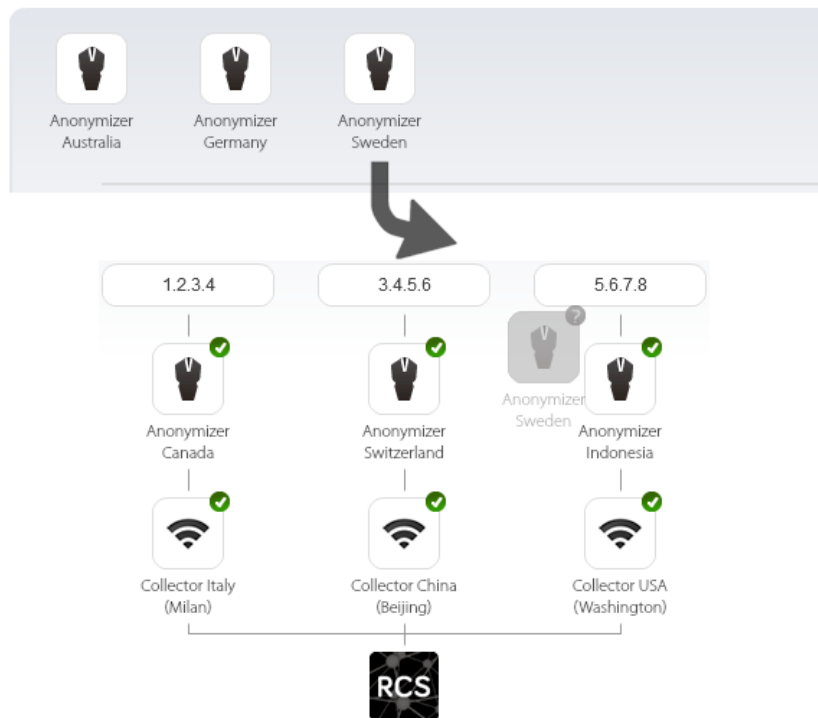 Anonymizer
Australia
Anonymizer
Germany
Anonymizer
Sweden
1.2.3.4
3.4.5.6
5.6.7.8
?
Anonymizer
Sweden
Anonymizer
Canada
Anonymizer
Switzerland
Anonymizer
Indonesia
Collector Italy
(Milan)
Collector China
(Beijing)
Collector USA
(Washington)
RCS